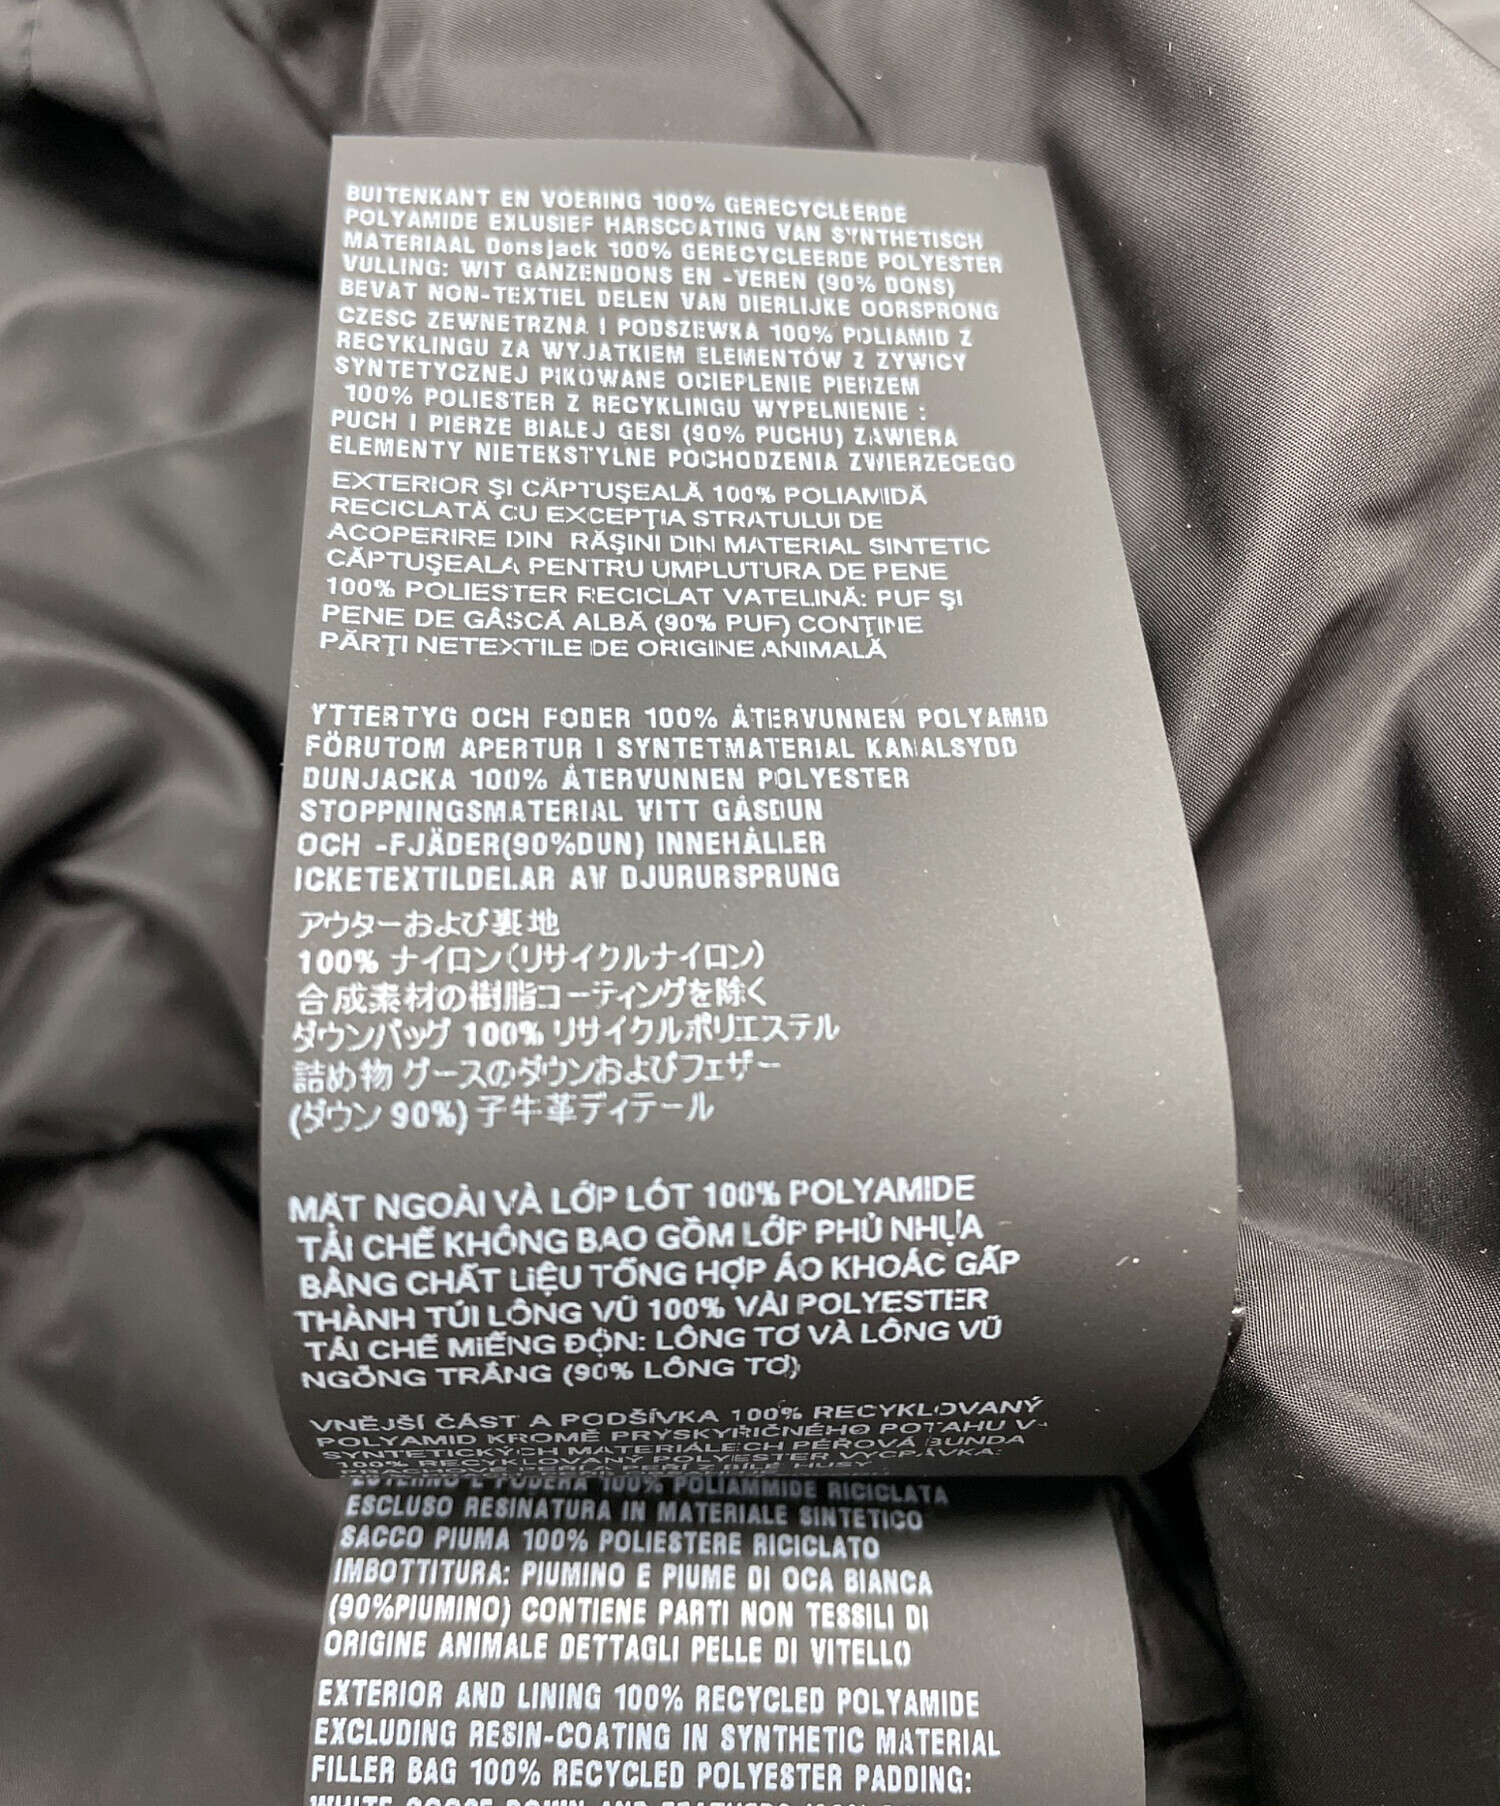 BUITENKANT EN VOERING 100% GERECYCLEERDE
POLYAMIDE EXLUSIEF HARSCOATING VAN SYNTHETISCH
MATERIAAL Donsjack 100% GERECYCLEERDE POLYESTER
VULLING: WIT GANZENDONS EN -VEREN (90% DONS)
BEVAT NON-TEXTIEL DELEN VAN DIERLIJKE OORSPRONG
CZESC ZEWNETRZNA I PODSZEWKA 100% POLIAMID Z
RECYKLINGU ZA WYJATKIEM ELEMENTÓW Z ZYWICY
SYNTETYCZNEJ PIKOWANE OCIEPLENIE PIERZEM
100% POLIESTER Z RECYKLINGU WYPELNIENIE :
PUCH I PIERZE BIALEJ GESI (90% PUCHU) ZAWIERA
ELEMENTY NIETEKSTYLNE POCHODZENIA ZWIERZECEGO
EXTERIOR ŞI CĂPTUŞEALĂ 100% POLIAMIDĂ
RECICLATĂ CU EXCEPŢIA STRATULUI DE
ACOPERIRE DIN RĂŞINI DIN MATERIAL SINTETIC
CĂPTUŞEALA PENTRU UMPLUTURA DE PENE
100% POLIESTER RECICLAT VATELINĂ: PUF ŞI
PENE DE GÂSCĂ ALBĂ (90% PUF) CONŢINE
PĂRŢI NETEXTILE DE ORIGINE ANIMALĂ
YTTERTYG OCH FODER 100% ÅTERVUNNEN POLYAMID
FÖRUTOM APERTUR I SYNTETMATERIAL KANALSYDD
DUNJACKA 100% ÅTERVUNNEN POLYESTER
STOPPNINGSMATERIAL VITT GÅSDUN
OCH -FJÄDER(90%DUN) INNEHÅLLER
ICKETEXTILDELAR AV DJURURSPRUNG
アウターおよび裏地
100% ナイロン(リサイクルナイロン)
合成素材の樹脂コーティングを除く
ダウンバッグ 100% リサイクルポリエステル
詰め物 グースのダウンおよびフェザー
(ダウン 90%) 子牛革ディテール
MẶT NGOÀI VÀ LỚP LÓT 100% POLYAMIDE
TÁI CHẾ KHÔNG BAO GỒM LỚP PHỦ NHỰA
BẰNG CHẤT LIỆU TỔNG HỢP ÁO KHOÁC GẤP
THÀNH TÚI LÔNG VŨ 100% VẢI POLYESTER
TÁI CHẾ MIẾNG ĐỘN: LÔNG TƠ VÀ LÔNG VŨ
NGỖNG TRẮNG (90% LÔNG TƠ)
VNĚJŠÍ ČÁST A PODŠÍVKA 100% RECYKLOVANÝ
POLYAMID KROMĚ PRYSKYŘIČNÉHO POTAHU V
SYNTETICKÝCH MATERIÁLECH PÉŘOVÁ BUNDA
100% RECYKLOVANÝ POLYESTER VYCPÁVKA:
HUSY
ESTERNO E FODERA 100% POLIAMMIDE RICICLATA
ESCLUSO RESINATURA IN MATERIALE SINTETICO
SACCO PIUMA 100% POLIESTERE RICICLATO
IMBOTTITURA: PIUMINO E PIUME DI OCA BIANCA
(90%PIUMINO) CONTIENE PARTI NON TESSILI DI
ORIGINE ANIMALE DETTAGLI PELLE DI VITELLO
EXTERIOR AND LINING 100% RECYCLED POLYAMIDE
EXCLUDING RESIN-COATING IN SYNTHETIC MATERIAL
FILLER BAG 100% RECYCLED POLYESTER PADDING:
WHITE GOOSE DOWN AND FEATHERS